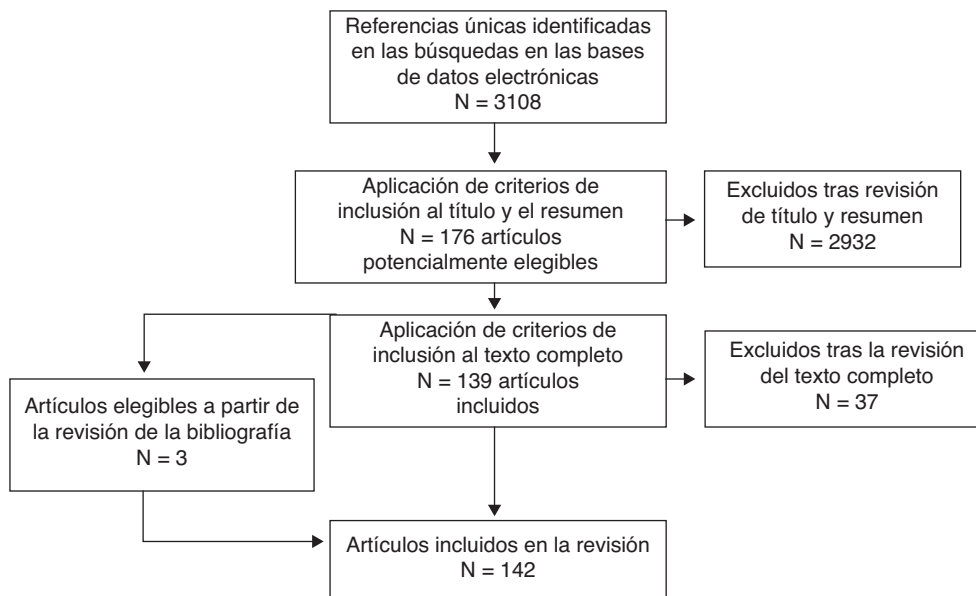 Referencias únicas identificadas
en las búsquedas en las bases
de datos electrónicas
N = 3108
Aplicación de criterios de
inclusión al título y el resumen
N = 176 artículos
potencialmente elegibles
Excluidos tras revisión
de título y resumen
N = 2932
Aplicación de criterios de
inclusión al texto completo
N = 139 artículos
incluidos
Excluidos tras la revisión
del texto completo
N = 37
Artículos elegibles a partir de
la revisión de la bibliografía
N = 3
Artículos incluidos en la revisión
N = 142